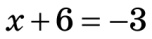 x + 6 = −3